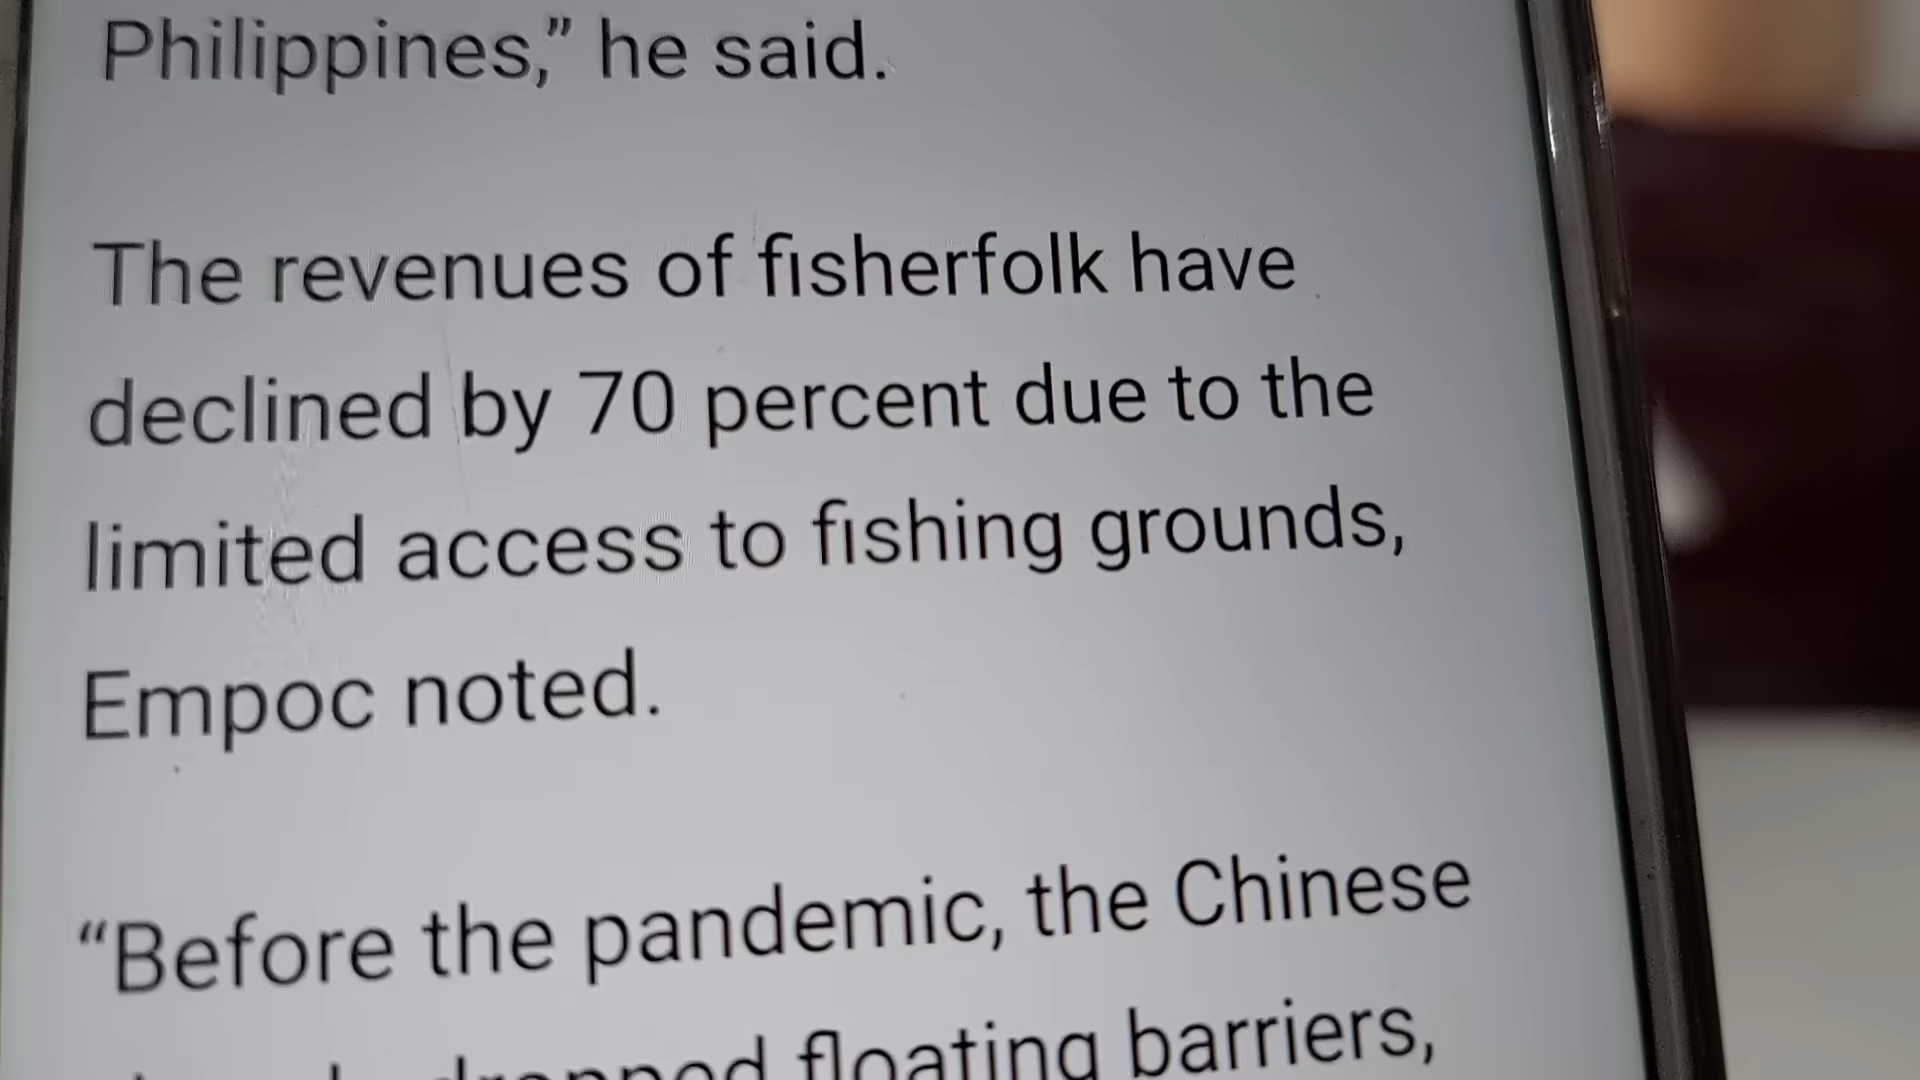 Philippines,” he said.
The revenues of fisherfolk have
declined by 70 percent due to the
limited access to fishing grounds,
Empoc noted.
“Before the pandemic, the Chinese
dropped floating barriers,